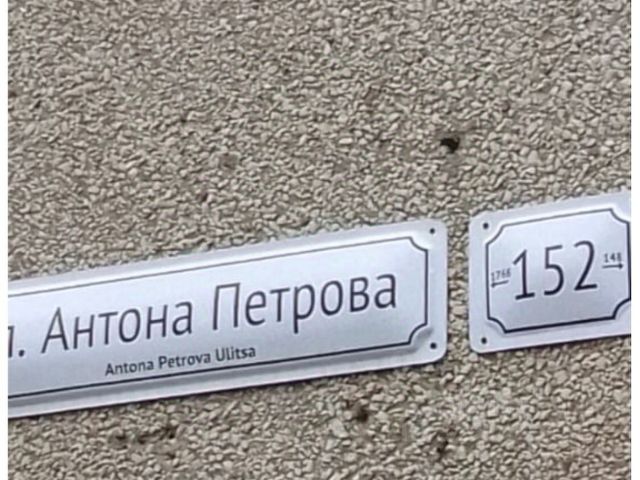 л. Антона Петрова
Antona Petrova Ulitsa
152
148